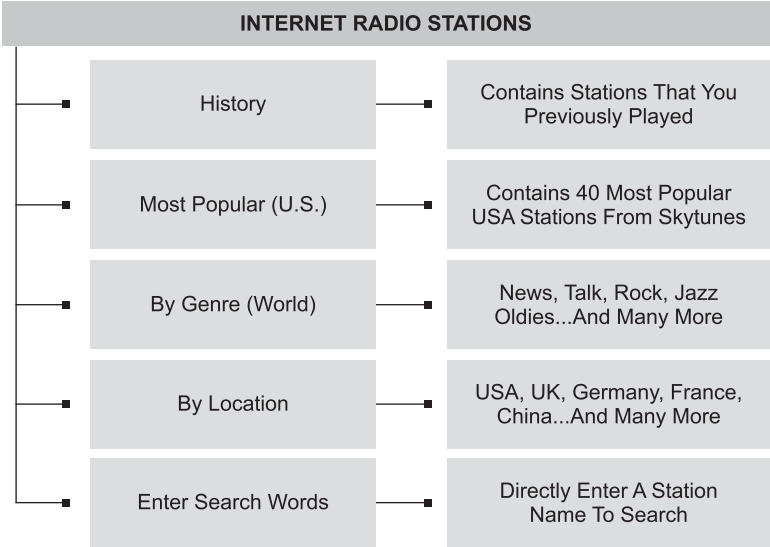 INTERNET RADIO STATIONS
History
Contains Stations That You
Previously Played
Most Popular (U.S.)
Contains 40 Most Popular
USA Stations From Skytunes
By Genre (World)
News, Talk, Rock, Jazz
Oldies...And Many More
By Location
USA, UK, Germany, France,
China...And Many More
Enter Search Words
Directly Enter A Station
Name To Search